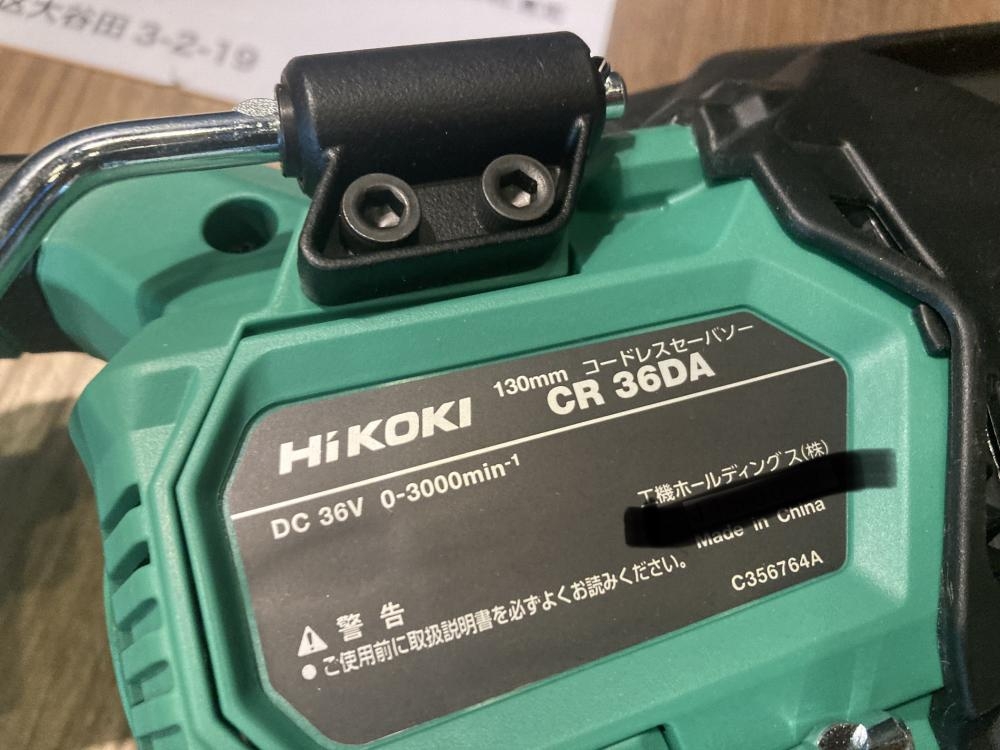 区大谷田3-2-19
130mm コードレスセーバソー
HiKOKI CR 36DA
DC 36V 0-3000min-1
工機ホールディングス(株)
Made in China
C356764A
警告
● ご使用前に取扱説明書を必ずよくお読みください。